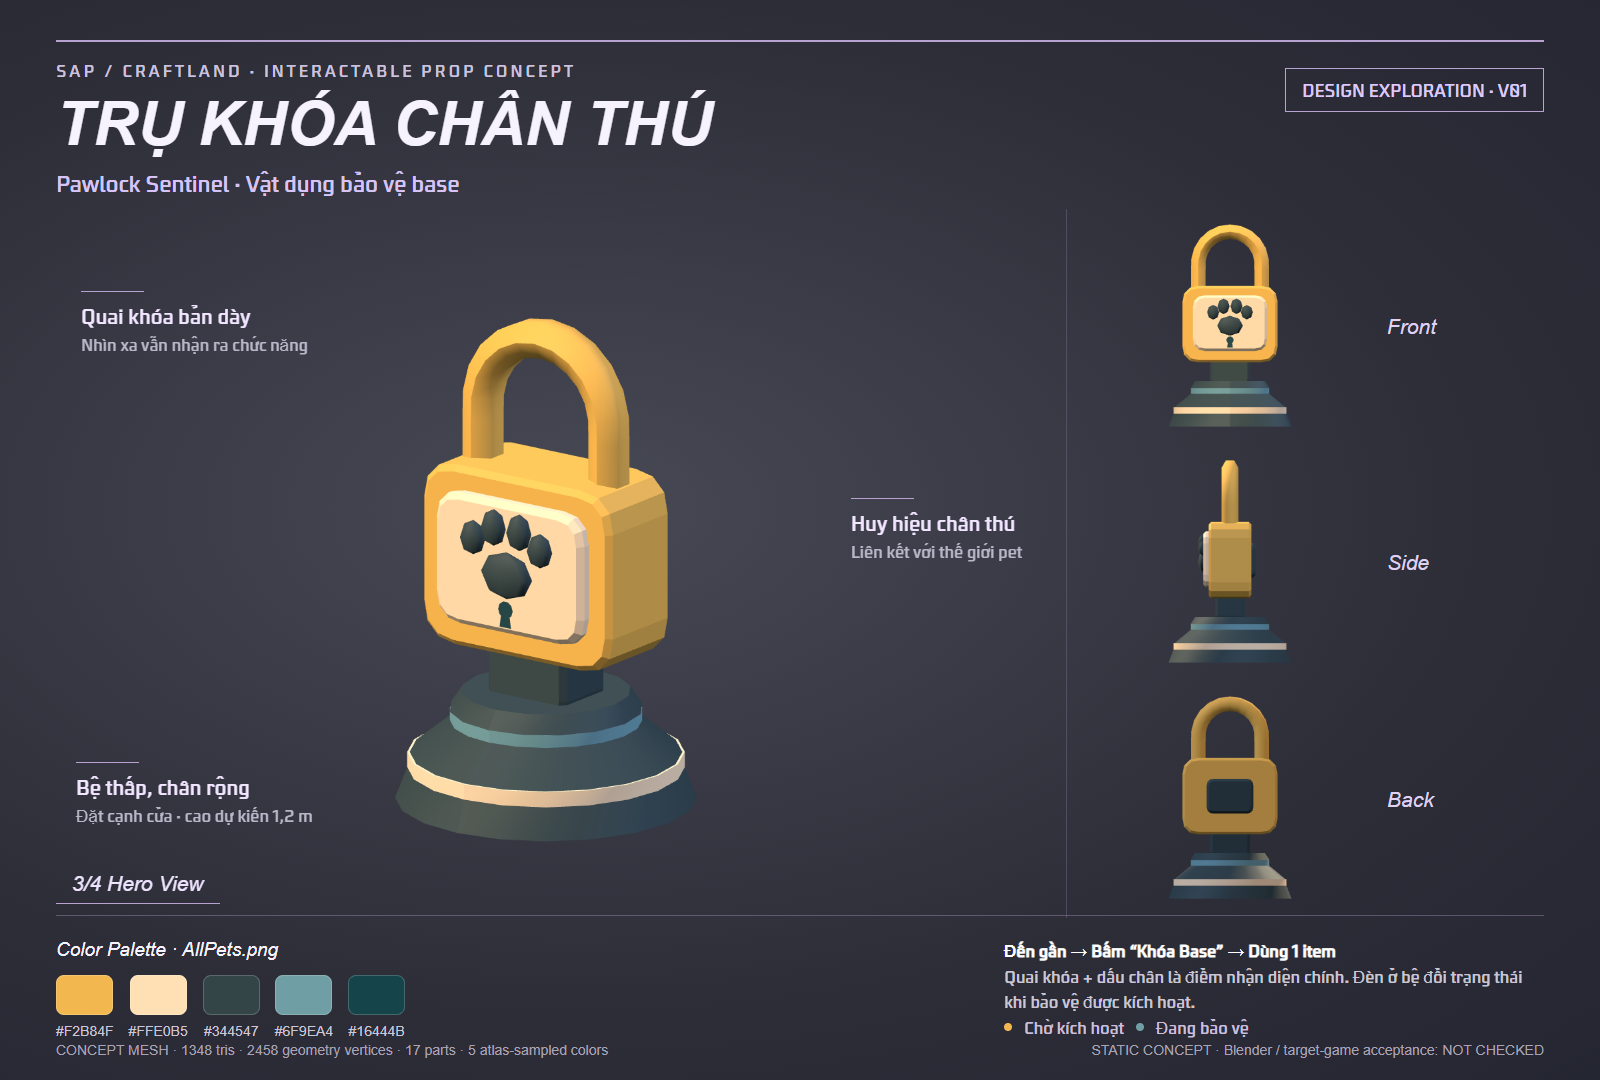 SAP / CRAFTLAND · INTERACTABLE PROP CONCEPT
DESIGN EXPLORATION · V01
TRỤ KHÓA CHÂN THÚ
Pawlock Sentinel · Vật dụng bảo vệ base
Quai khóa bản dày
Nhìn xa vẫn nhận ra chức năng
Huy hiệu chân thú
Liên kết với thế giới pet
Bệ thấp, chân rộng
Đặt cạnh cửa · cao dự kiến 1,2 m
3/4 Hero View
Front
Side
Back
Color Palette · AllPets.png
#F2B84F #FFE0B5 #344547 #6F9EA4 #16444B
CONCEPT MESH · 1348 tris · 2458 geometry vertices · 17 parts · 5 atlas-sampled colors
Đến gần → Bấm “Khóa Base” → Dùng 1 item
Quai khóa + dấu chân là điểm nhận diện chính. Đèn ở bệ đổi trạng thái
khi bảo vệ được kích hoạt.
Chờ kích hoạt Đang bảo vệ
STATIC CONCEPT · Blender / target-game acceptance: NOT CHECKED